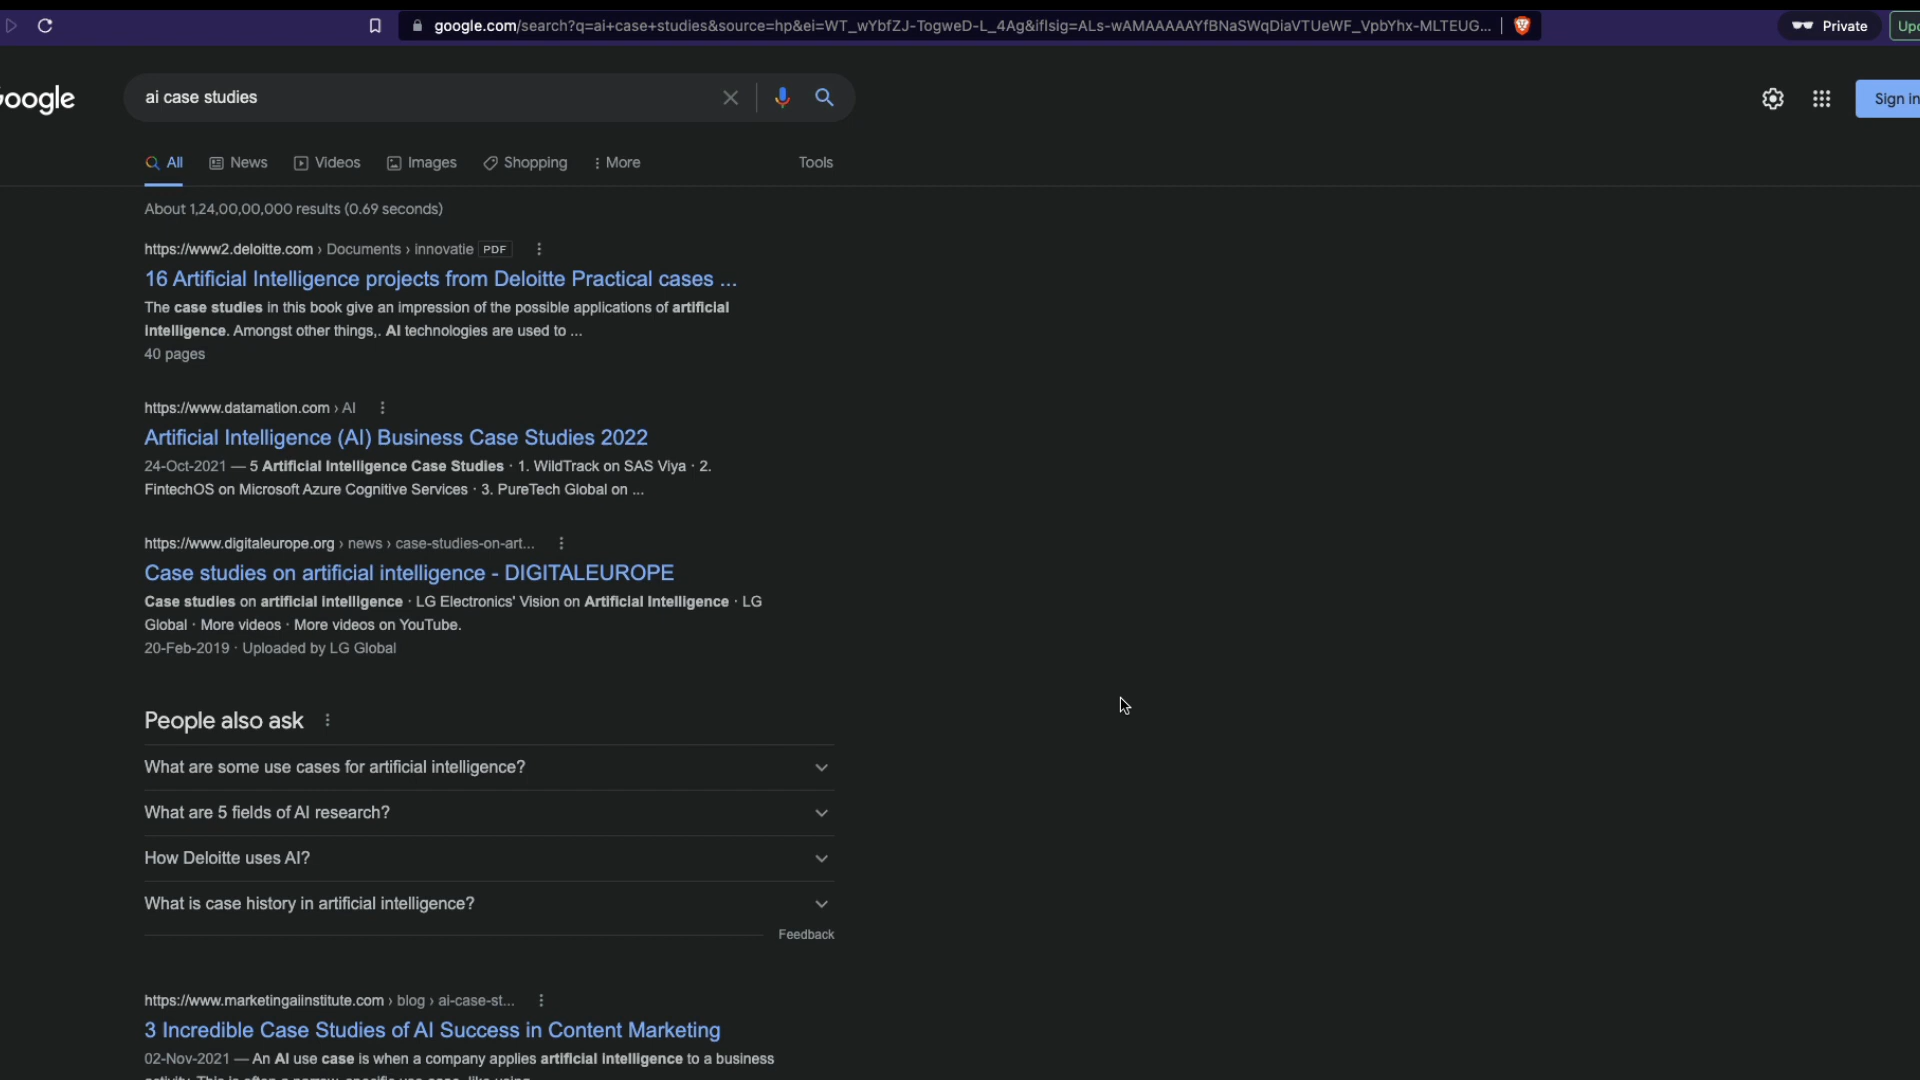 google.com/search?q=ai+case+studies&source=hp&ei=WT_wYbfZJ-TogweD-L_4Ag&iflsig=ALs-wAMAAAAAYfBNaSWqDiaVTUeWF_VpbYhx-MLTEUG...
Private
ai case studies
Sign in
All News Videos Images Shopping More Tools
About 1,24,00,00,000 results (0.69 seconds)
https://www2.deloitte.com › Documents › innovatie PDF
16 Artificial Intelligence projects from Deloitte Practical cases ...
The case studies in this book give an impression of the possible applications of artificial
intelligence. Amongst other things,. AI technologies are used to ...
40 pages
https://www.datamation.com › AI
Artificial Intelligence (AI) Business Case Studies 2022
24-Oct-2021 — 5 Artificial Intelligence Case Studies · 1. WildTrack on SAS Viya · 2.
FintechOS on Microsoft Azure Cognitive Services · 3. PureTech Global on ...
https://www.digitaleurope.org › news › case-studies-on-art...
Case studies on artificial intelligence - DIGITALEUROPE
Case studies on artificial intelligence · LG Electronics' Vision on Artificial Intelligence · LG
Global · More videos · More videos on YouTube.
20-Feb-2019 · Uploaded by LG Global
People also ask
What are some use cases for artificial intelligence?
What are 5 fields of AI research?
How Deloitte uses AI?
What is case history in artificial intelligence?
Feedback
https://www.marketingaiinstitute.com › blog › ai-case-st...
3 Incredible Case Studies of AI Success in Content Marketing
02-Nov-2021 — An AI use case is when a company applies artificial intelligence to a business